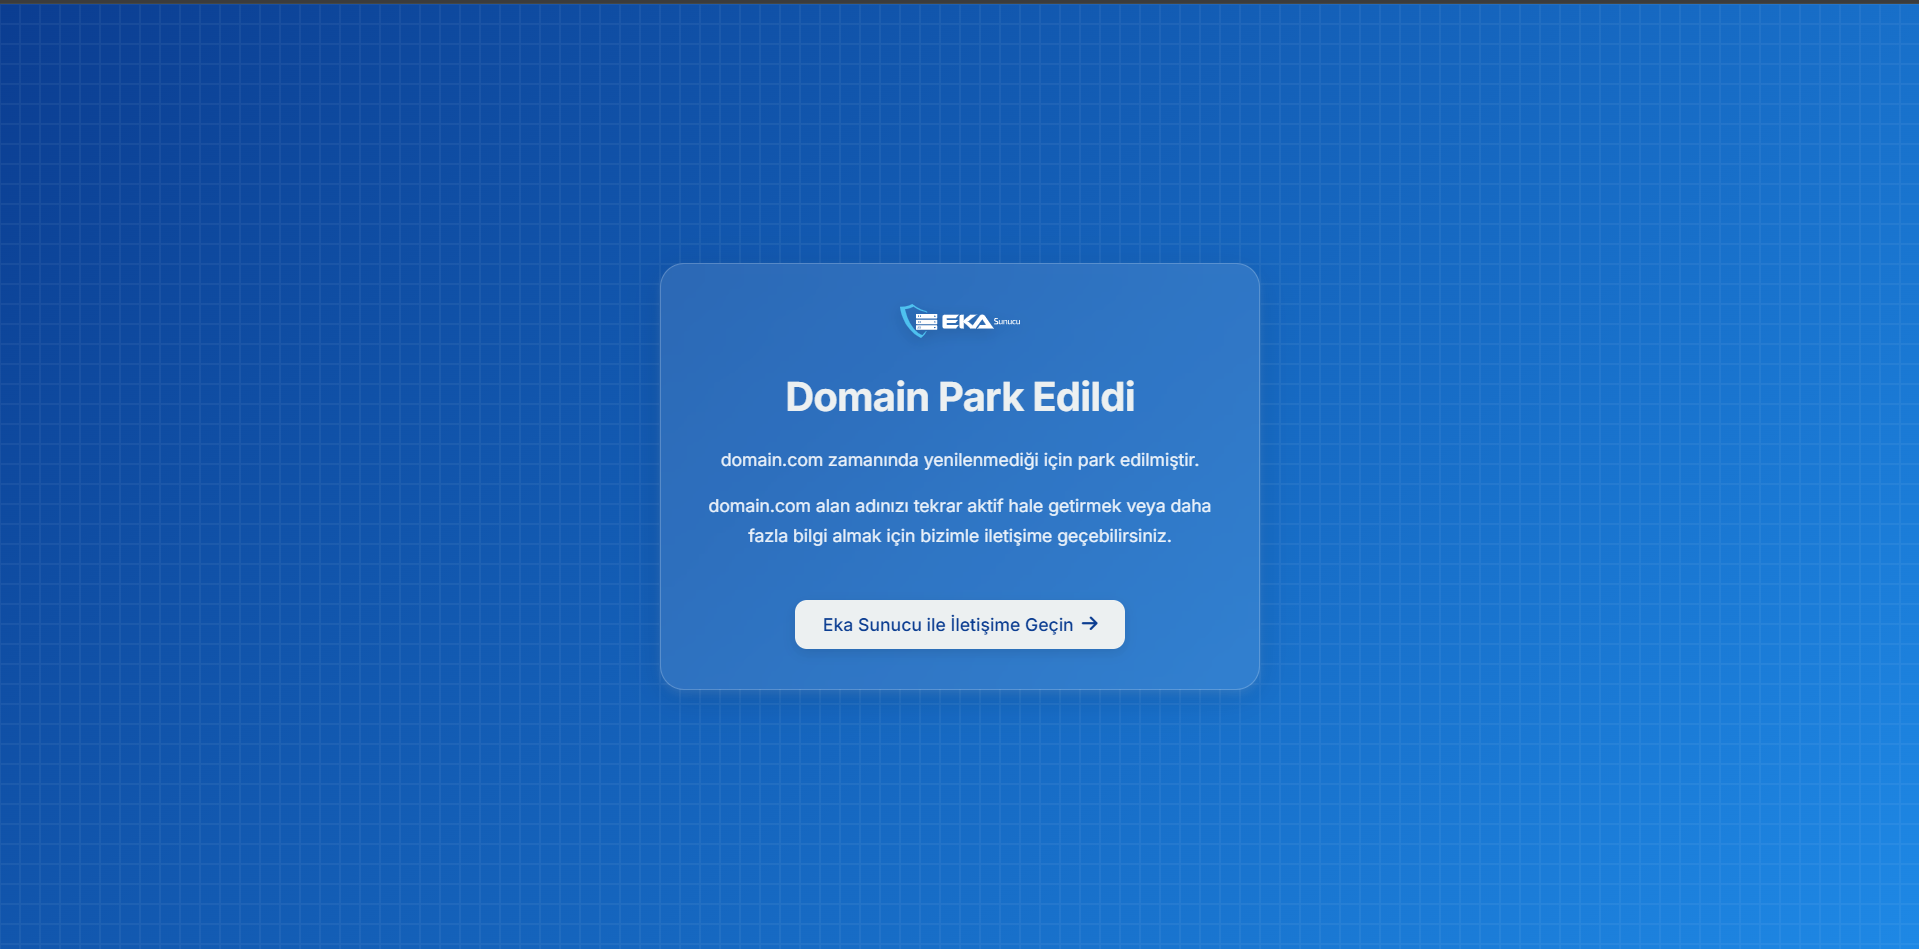 EKA Sunucu
Domain Park Edildi
domain.com zamanında yenilenmediği için park edilmiştir.
domain.com alan adınızı tekrar aktif hale getirmek veya daha
fazla bilgi almak için bizimle iletişime geçebilirsiniz.
Eka Sunucu ile İletişime Geçin →